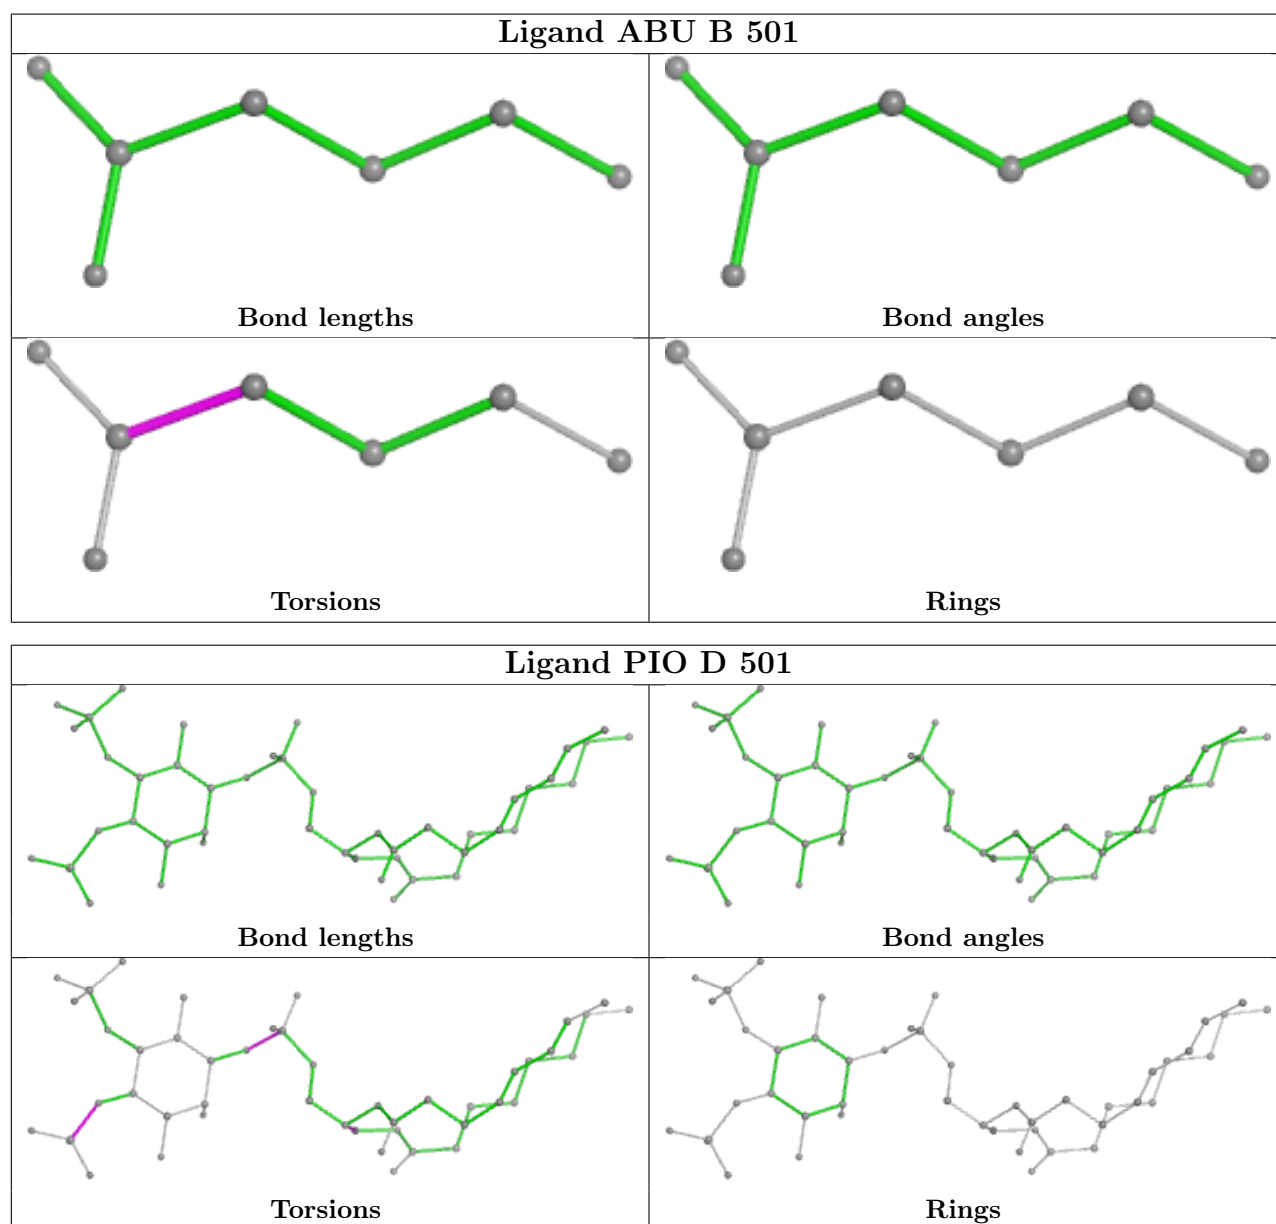 Ligand ABU B 501
Bond lengths
Bond angles
Torsions
Rings
Ligand PIO D 501
Bond lengths
Bond angles
Torsions
Rings